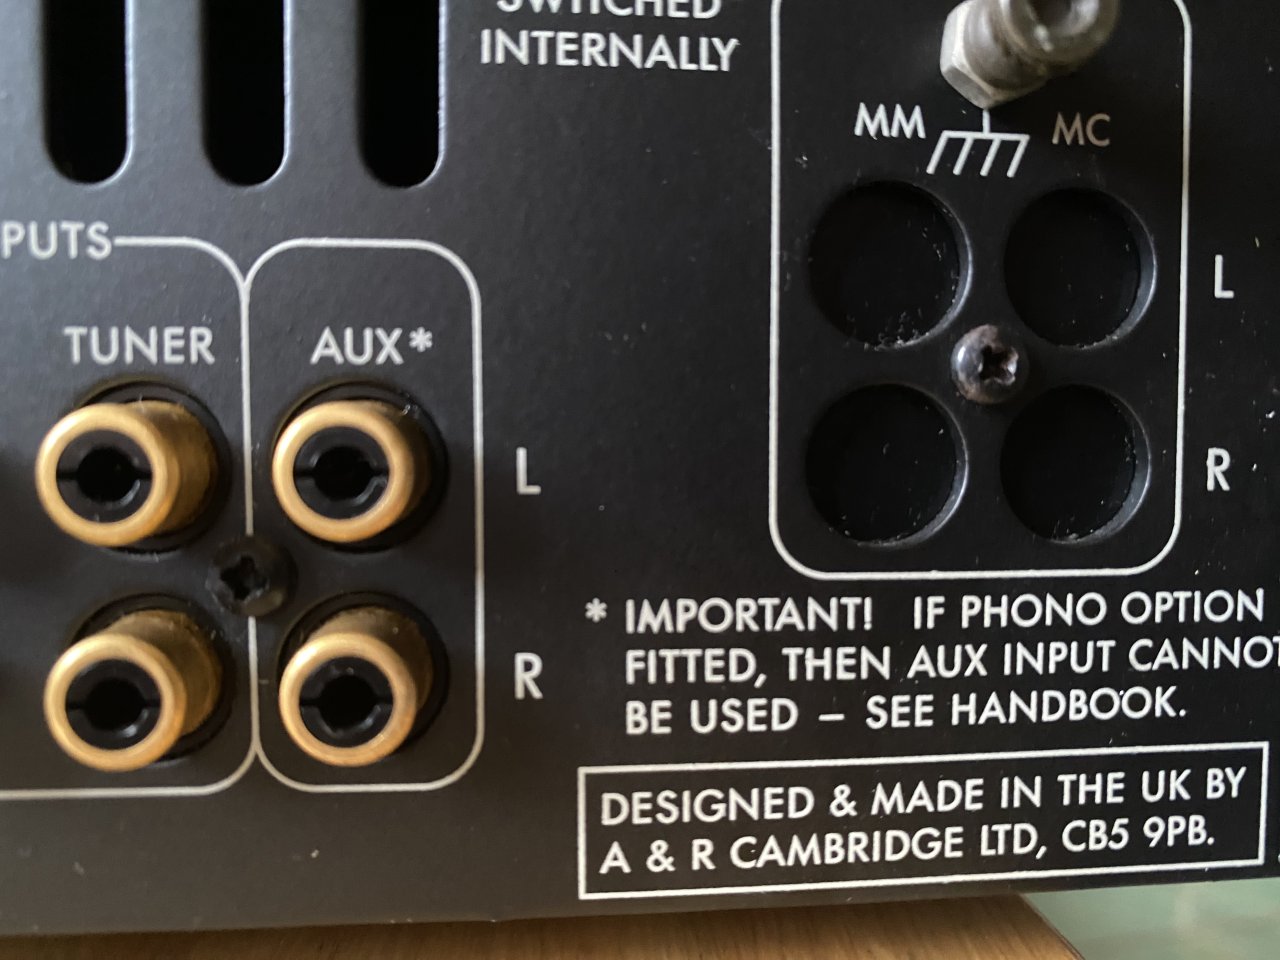 SWITCHED
INTERNALLY
MM MC
PUTS
TUNER AUX*
L
R
L
R
* IMPORTANT! IF PHONO OPTION
FITTED, THEN AUX INPUT CANNOT
BE USED – SEE HANDBOOK.
DESIGNED & MADE IN THE UK BY
A & R CAMBRIDGE LTD, CB5 9PB.